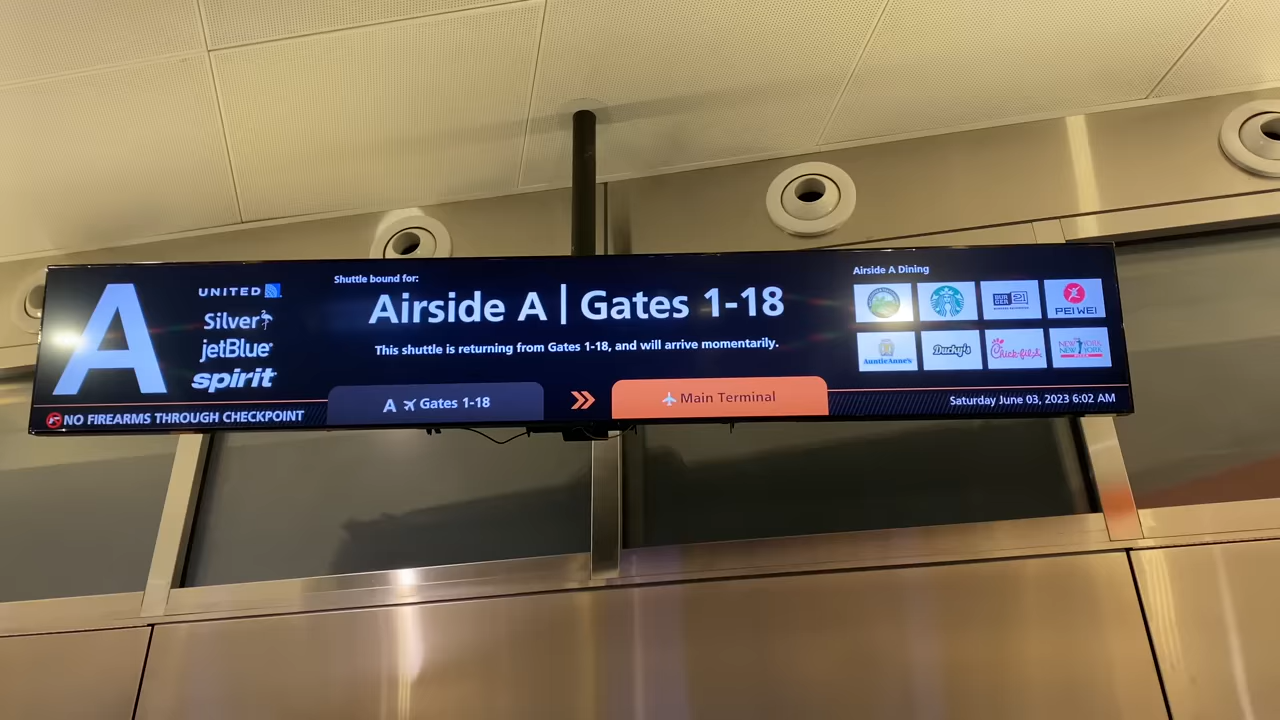 A
UNITED
Silver
jetBlue
spirit
NO FIREARMS THROUGH CHECKPOINT
Shuttle bound for:
Airside A | Gates 1-18
This shuttle is returning from Gates 1-18, and will arrive momentarily.
A Gates 1-18
Main Terminal
Airside A Dining
BURGER 21
PEI WEI
AuntieAnne's
Ducky's
Chick-fil-A
NEW YORK NEW YORK
Saturday June 03, 2023 6:02 AM